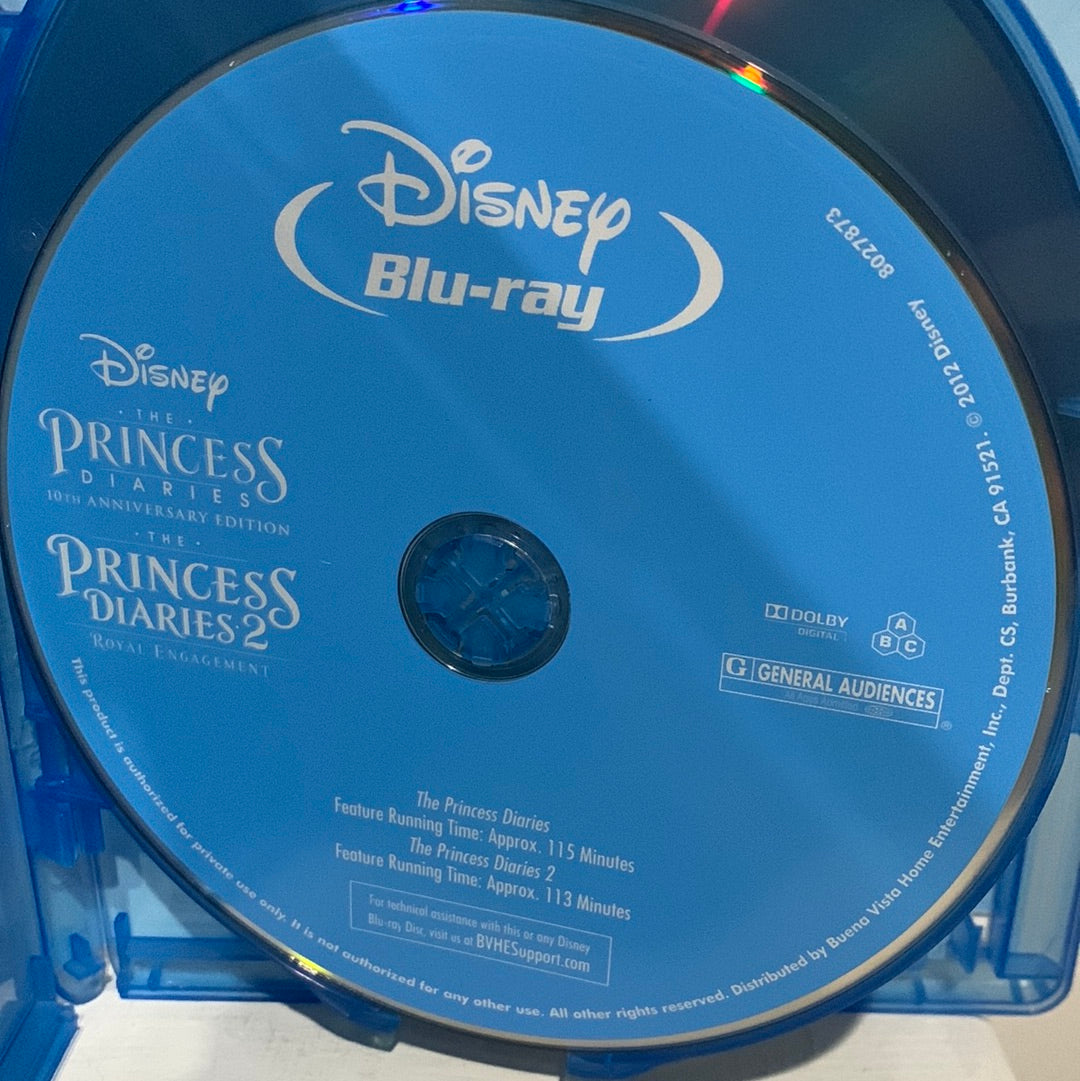 Disney
Blu-ray
8027873
Disney
· THE ·
PRINCESS
DIARIES
10TH ANNIVERSARY EDITION
· THE ·
PRINCESS
DIARIES·2
ROYAL ENGAGEMENT
DOLBY
DIGITAL
A
B C
G GENERAL AUDIENCES
All Ages Admitted
®
The Princess Diaries
Feature Running Time: Approx. 115 Minutes
The Princess Diaries 2
Feature Running Time: Approx. 113 Minutes
For technical assistance with this or any Disney
Blu-ray Disc, visit us at BVHESupport.com
This product is authorized for private use only. It is not authorized for any other use. All other rights reserved. Distributed by Buena Vista Home Entertainment, Inc., Dept. CS, Burbank, CA 91521. © 2012 Disney